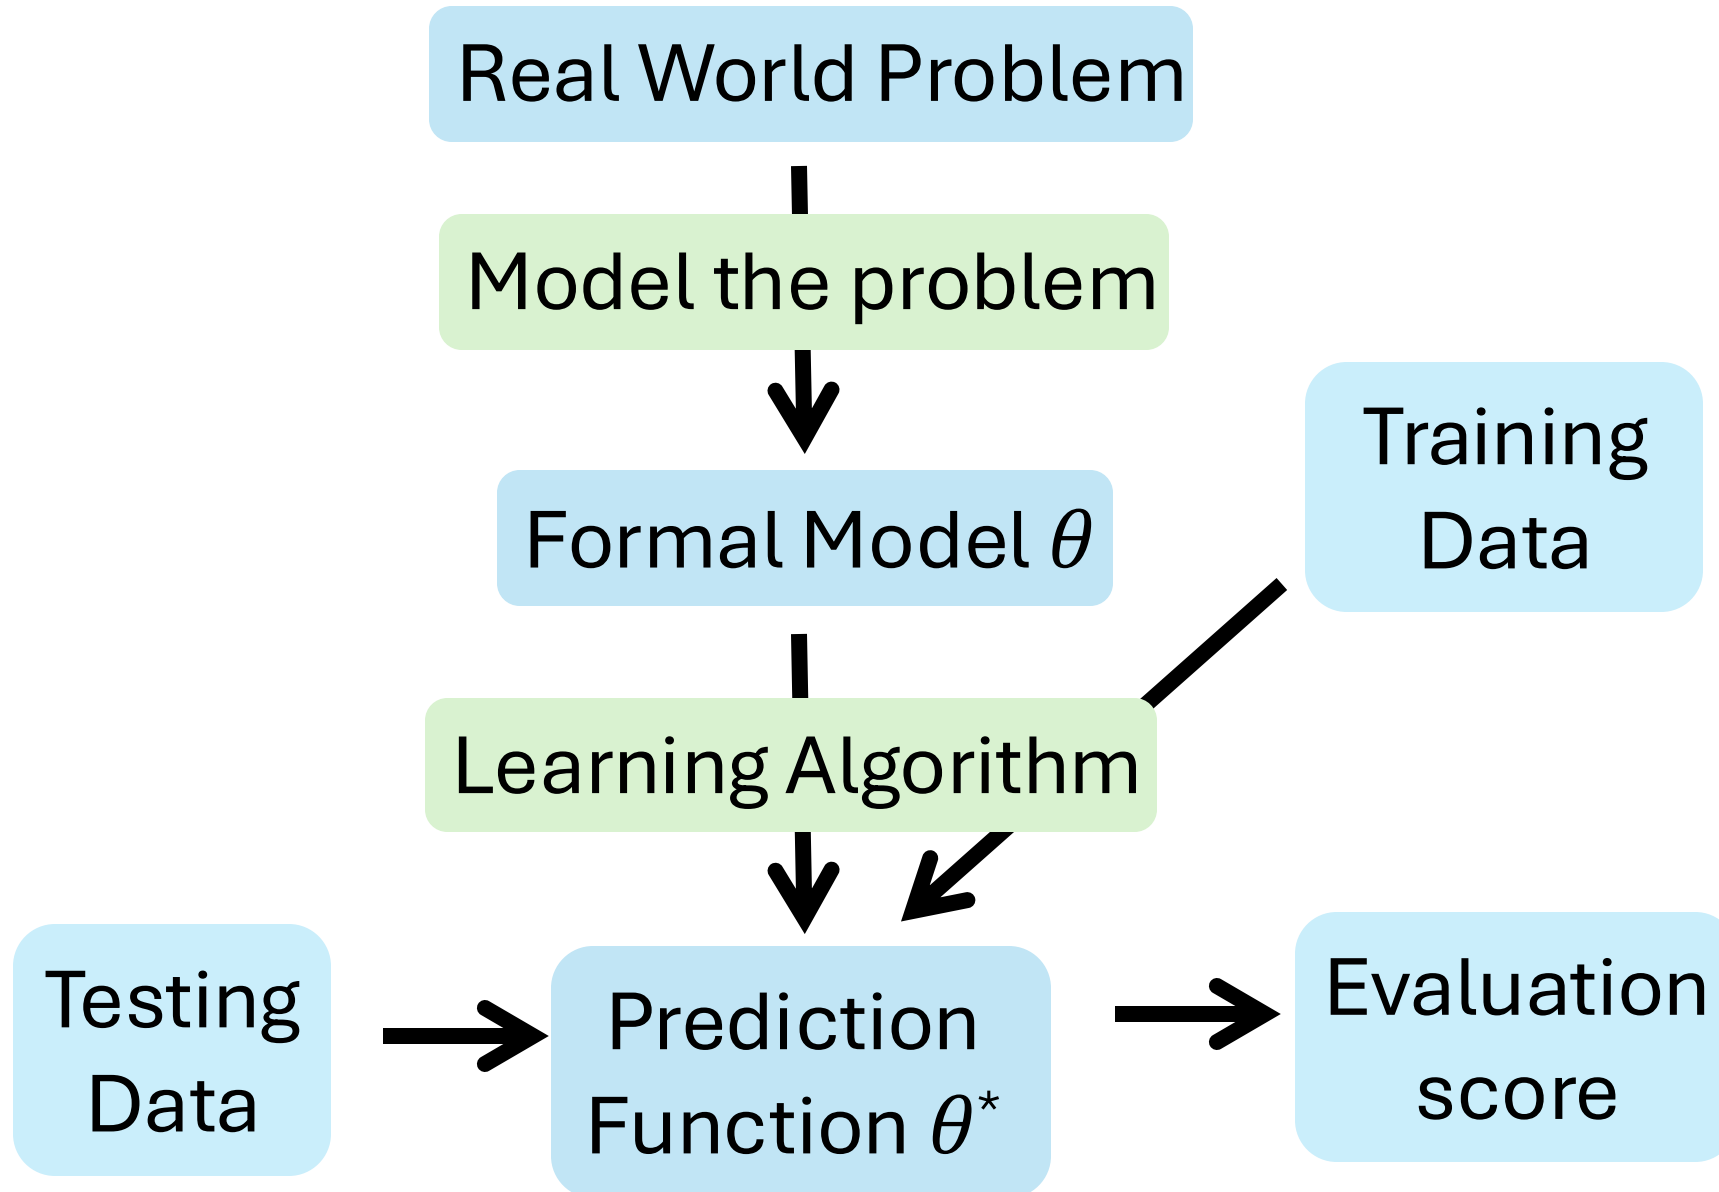 Real World Problem
Model the problem
Training
Data
Formal Model θ
Learning Algorithm
Testing
Data
Prediction
Function θ*
Evaluation
score